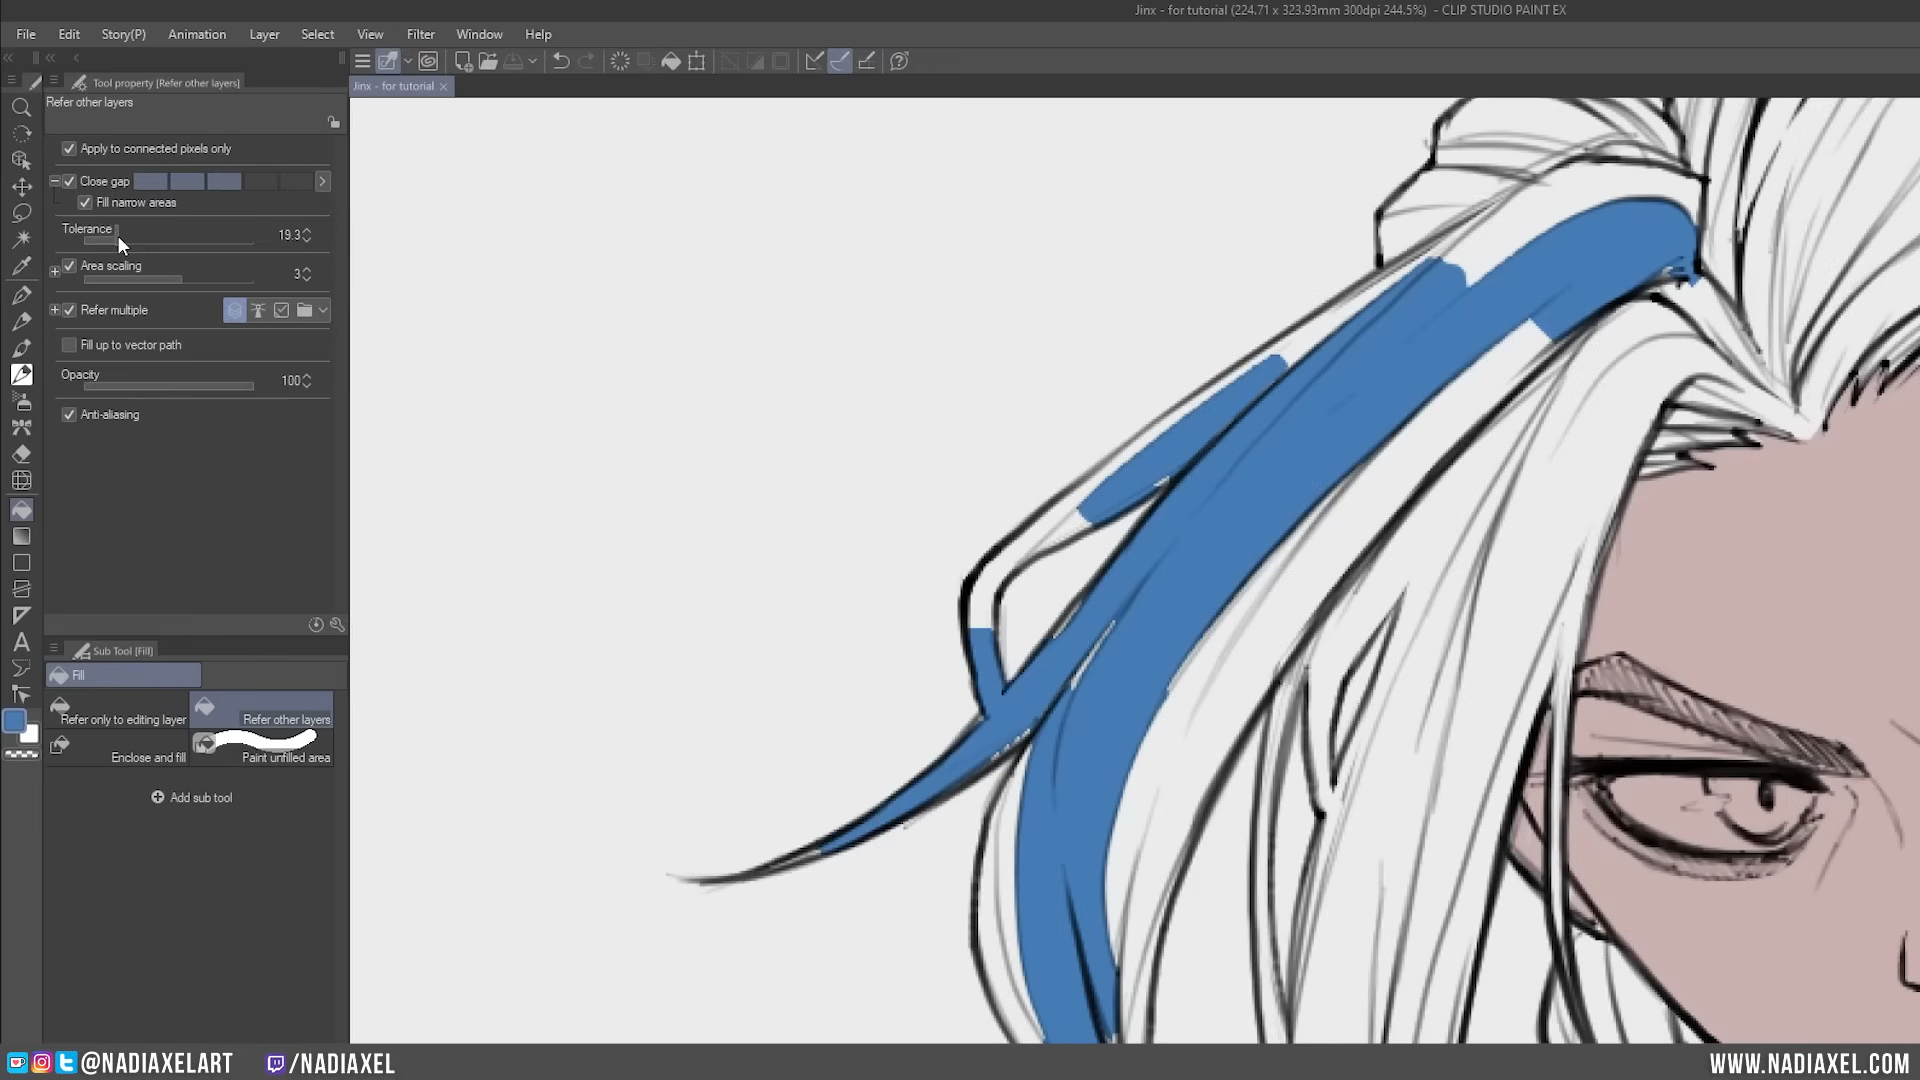 Jinx - for tutorial (224.71 x 323.93mm 300dpi 244.5%) - CLIP STUDIO PAINT EX
File Edit Story(P) Animation Layer Select View Filter Window Help
Tool property [Refer other layers]
Jinx - for tutorial
Refer other layers
Apply to connected pixels only
Close gap
Fill narrow areas
Tolerance 19.3
Area scaling 3
Refer multiple
Fill up to vector path
Opacity 100
Anti-aliasing
Sub Tool [Fill]
Fill
Refer only to editing layer Refer other layers
Enclose and fill Paint unfilled area
Add sub tool
@NADIAXELART /NADIAXEL WWW.NADIAXEL.COM